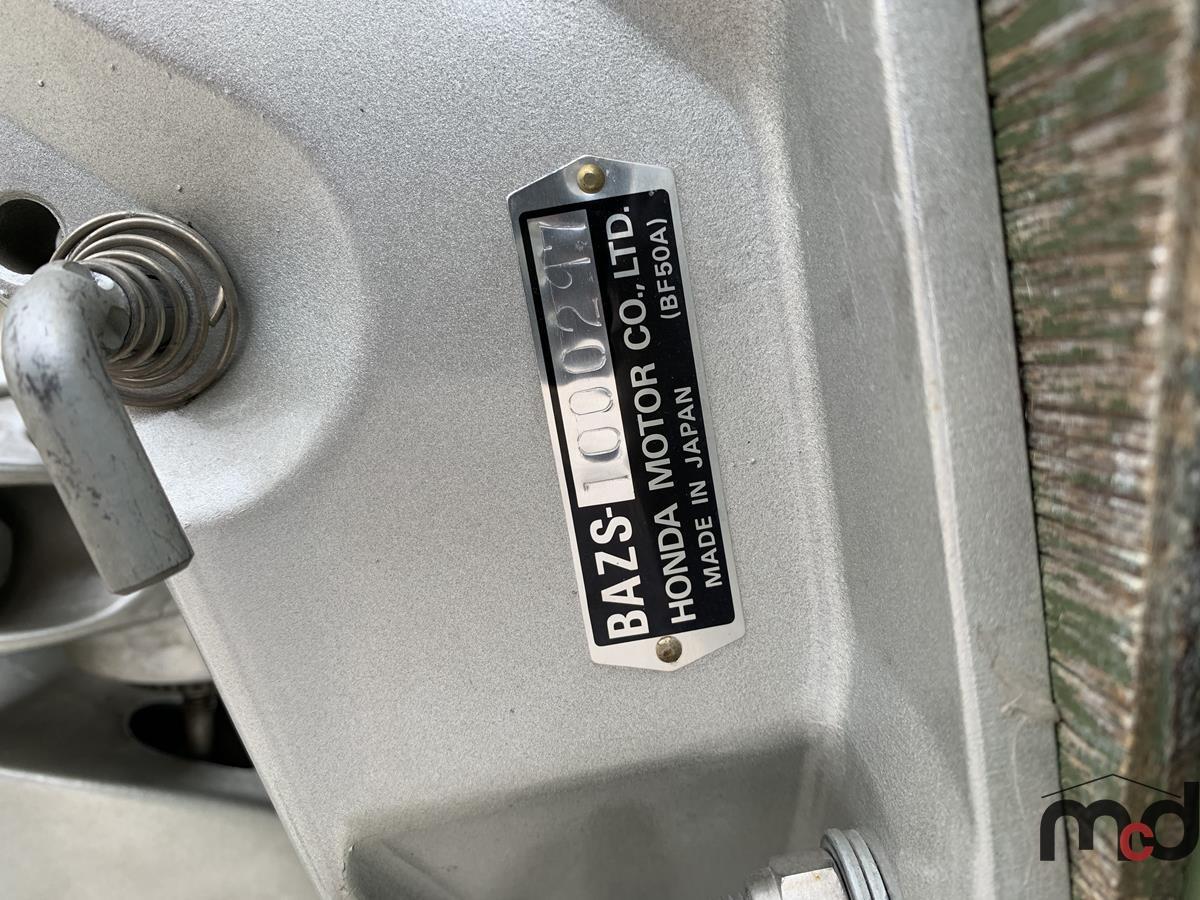 BAZS-1000297
HONDA MOTOR CO., LTD.
MADE IN JAPAN (BF50A)
mcd